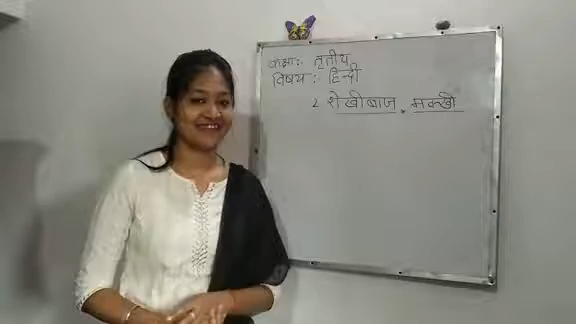 कक्षा: तृतीय
विषय: हिन्दी
2 शेखीबाज मक्खी